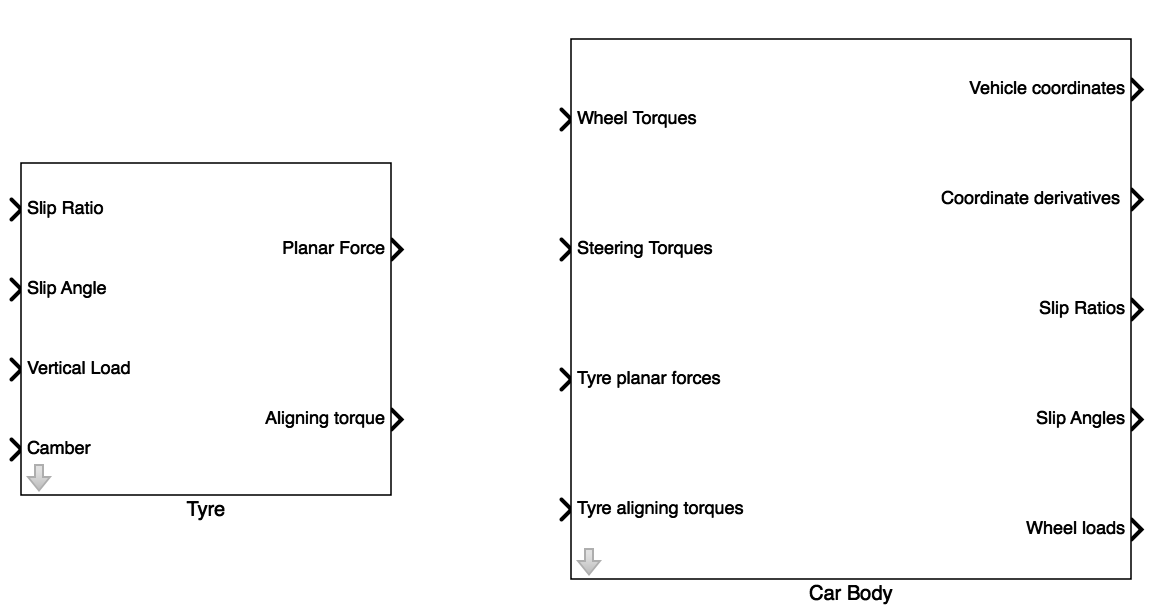 Slip Ratio
Slip Angle
Vertical Load
Camber
Planar Force
Aligning torque
Tyre
Wheel Torques
Steering Torques
Tyre planar forces
Tyre aligning torques
Vehicle coordinates
Coordinate derivatives
Slip Ratios
Slip Angles
Wheel loads
Car Body